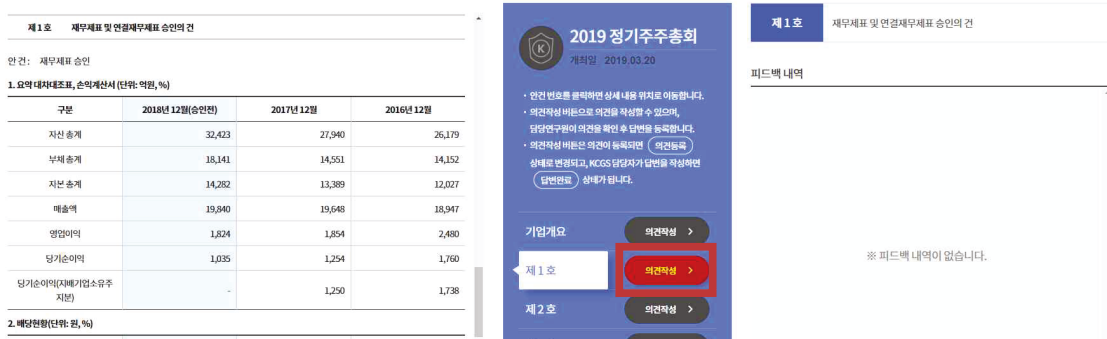 제1호 재무제표 및 연결재무제표 승인의 건
안 건 : 재무제표 승인
1. 요약 대차대조표, 손익계산서 (단위: 억원, %)
구분 2018년 12월(승인전) 2017년 12월 2016년 12월
자산 총계 32,423 27,940 26,179
부채 총계 18,141 14,551 14,152
자본 총계 14,282 13,389 12,027
매출액 19,840 19,648 18,947
영업이익 1,824 1,854 2,480
당기순이익 1,035 1,254 1,760
당기순이익(지배기업소유주
지분) - 1,250 1,738
2. 배당현황(단위: 원, %)
K
2019 정기주주총회
개최일 2019.03.20
· 안건 번호를 클릭하면 상세 내용 위치로 이동합니다.
· 의견작성 버튼으로 의견을 작성할 수 있으며,
담당연구원이 의견을 확인 후 답변을 등록합니다.
· 의견작성 버튼은 의견이 등록되면 의견등록
상태로 변경되고, KCGS 담당자가 답변을 작성하면
답변완료 상태가 됩니다.
기업개요 의견작성 >
제1호 의견작성 >
제2호 의견작성 >
제1호 재무제표 및 연결재무제표 승인의 건
피드백 내역
※ 피드백 내역이 없습니다.